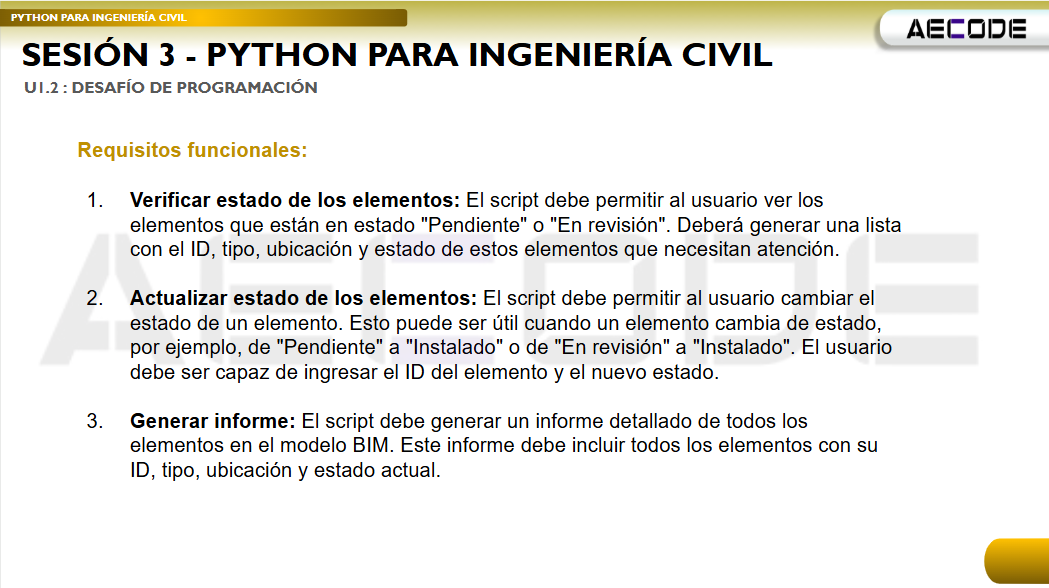 PYTHON PARA INGENIERÍA CIVIL
AECODE
SESIÓN 3 - PYTHON PARA INGENIERÍA CIVIL
U1.2 : DESAFÍO DE PROGRAMACIÓN
Requisitos funcionales:
1. Verificar estado de los elementos: El script debe permitir al usuario ver los
elementos que están en estado "Pendiente" o "En revisión". Deberá generar una lista
con el ID, tipo, ubicación y estado de estos elementos que necesitan atención.
2. Actualizar estado de los elementos: El script debe permitir al usuario cambiar el
estado de un elemento. Esto puede ser útil cuando un elemento cambia de estado,
por ejemplo, de "Pendiente" a "Instalado" o de "En revisión" a "Instalado". El usuario
debe ser capaz de ingresar el ID del elemento y el nuevo estado.
3. Generar informe: El script debe generar un informe detallado de todos los
elementos en el modelo BIM. Este informe debe incluir todos los elementos con su
ID, tipo, ubicación y estado actual.
AECODE